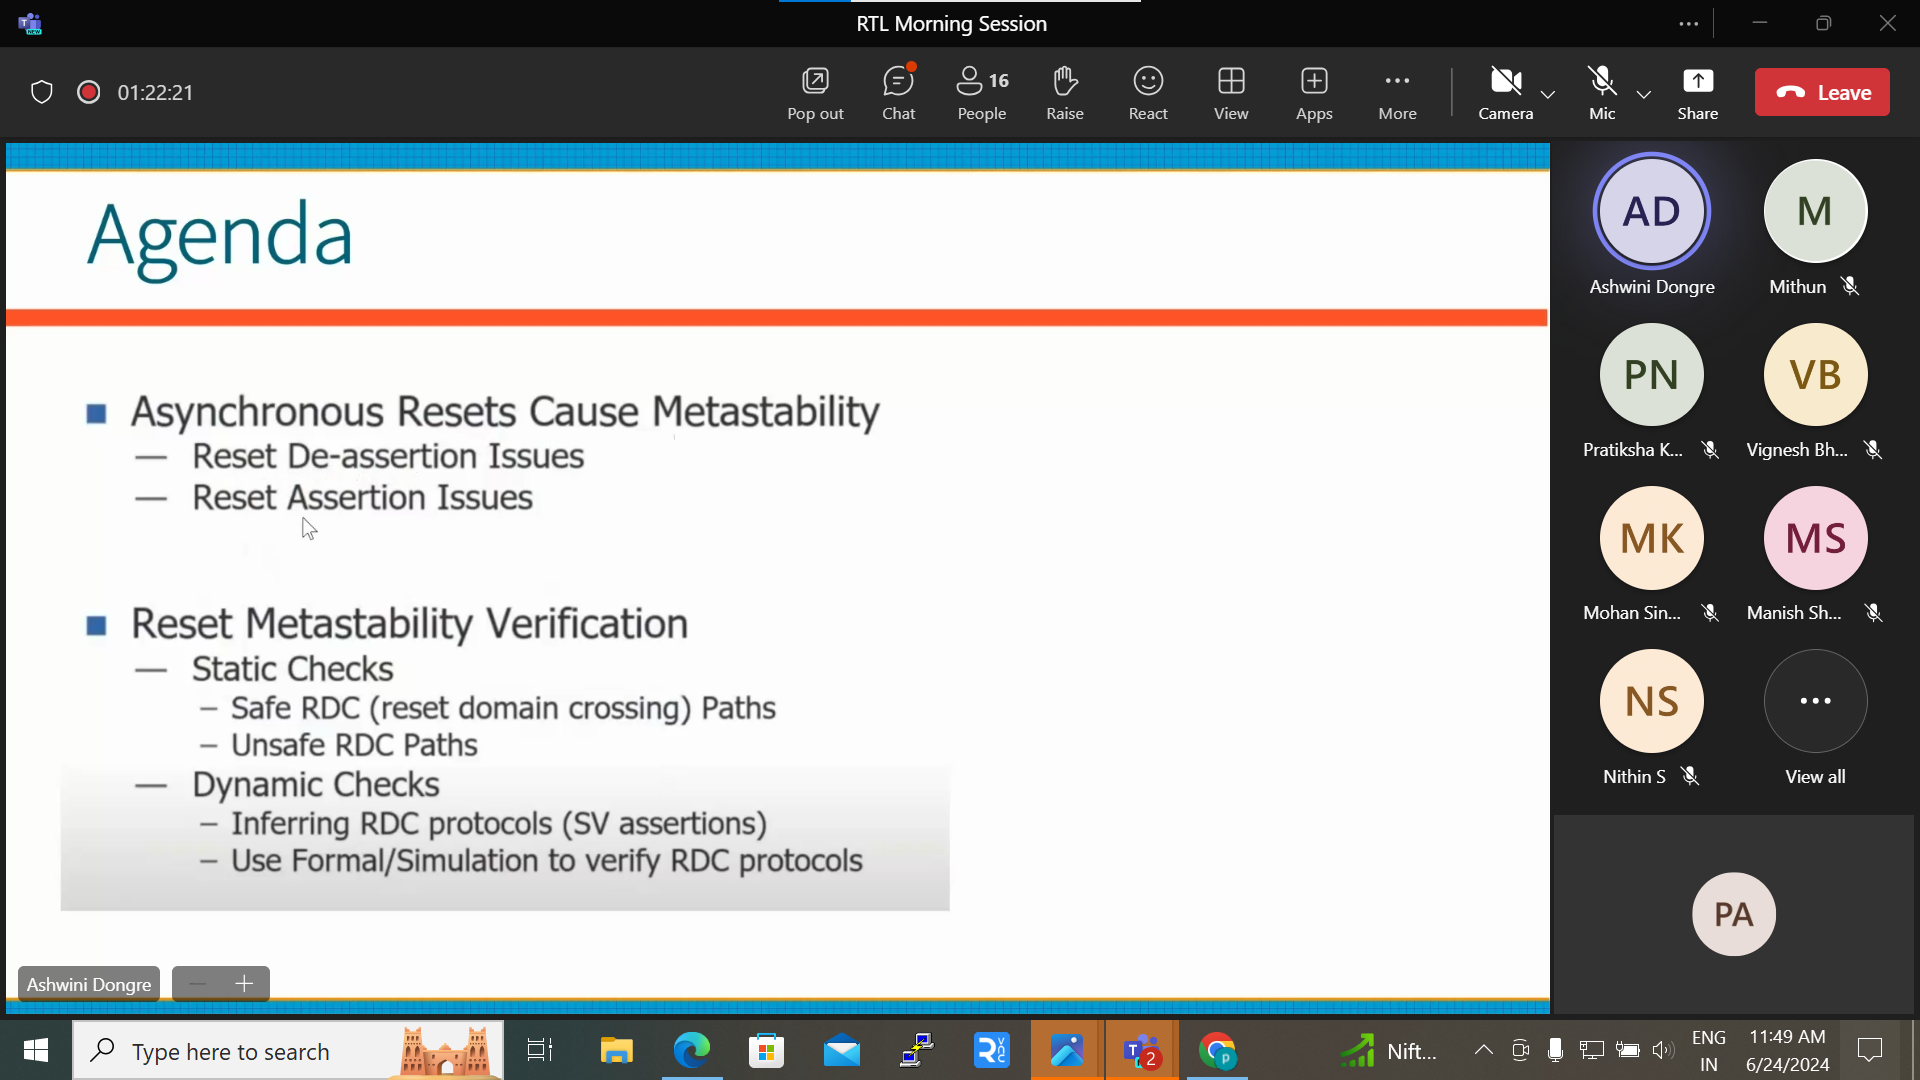 RTL Morning Session
01:22:21
Pop out
Chat
16
People
Raise
React
View
Apps
More
Camera
Mic
Share
Leave
Agenda
Asynchronous Resets Cause Metastability
— Reset De-assertion Issues
— Reset Assertion Issues
Reset Metastability Verification
— Static Checks
– Safe RDC (reset domain crossing) Paths
– Unsafe RDC Paths
— Dynamic Checks
– Inferring RDC protocols (SV assertions)
– Use Formal/Simulation to verify RDC protocols
Ashwini Dongre
AD
Ashwini Dongre
M
Mithun
PN
Pratiksha K...
VB
Vignesh Bh...
MK
Mohan Sin...
MS
Manish Sh...
NS
Nithin S
View all
PA
Type here to search
2
Nift...
ENG
IN
11:49 AM
6/24/2024